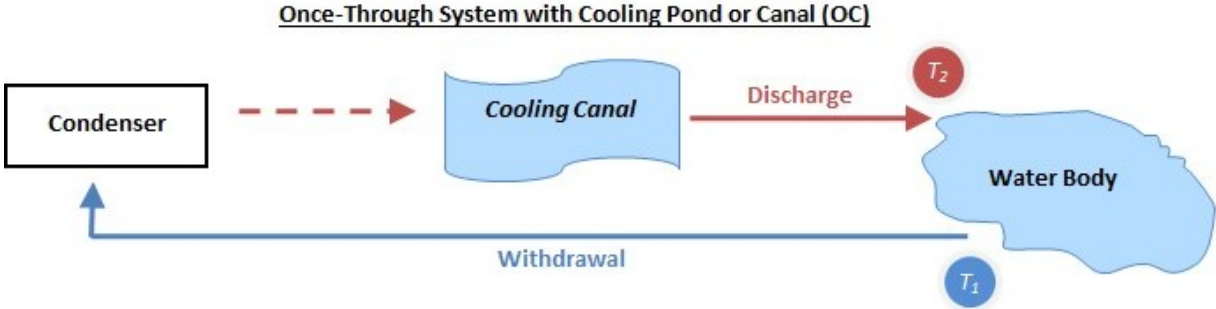 Once-Through System with Cooling Pond or Canal (OC)
T₂
Discharge
Cooling Canal
Condenser
Water Body
Withdrawal
T₁